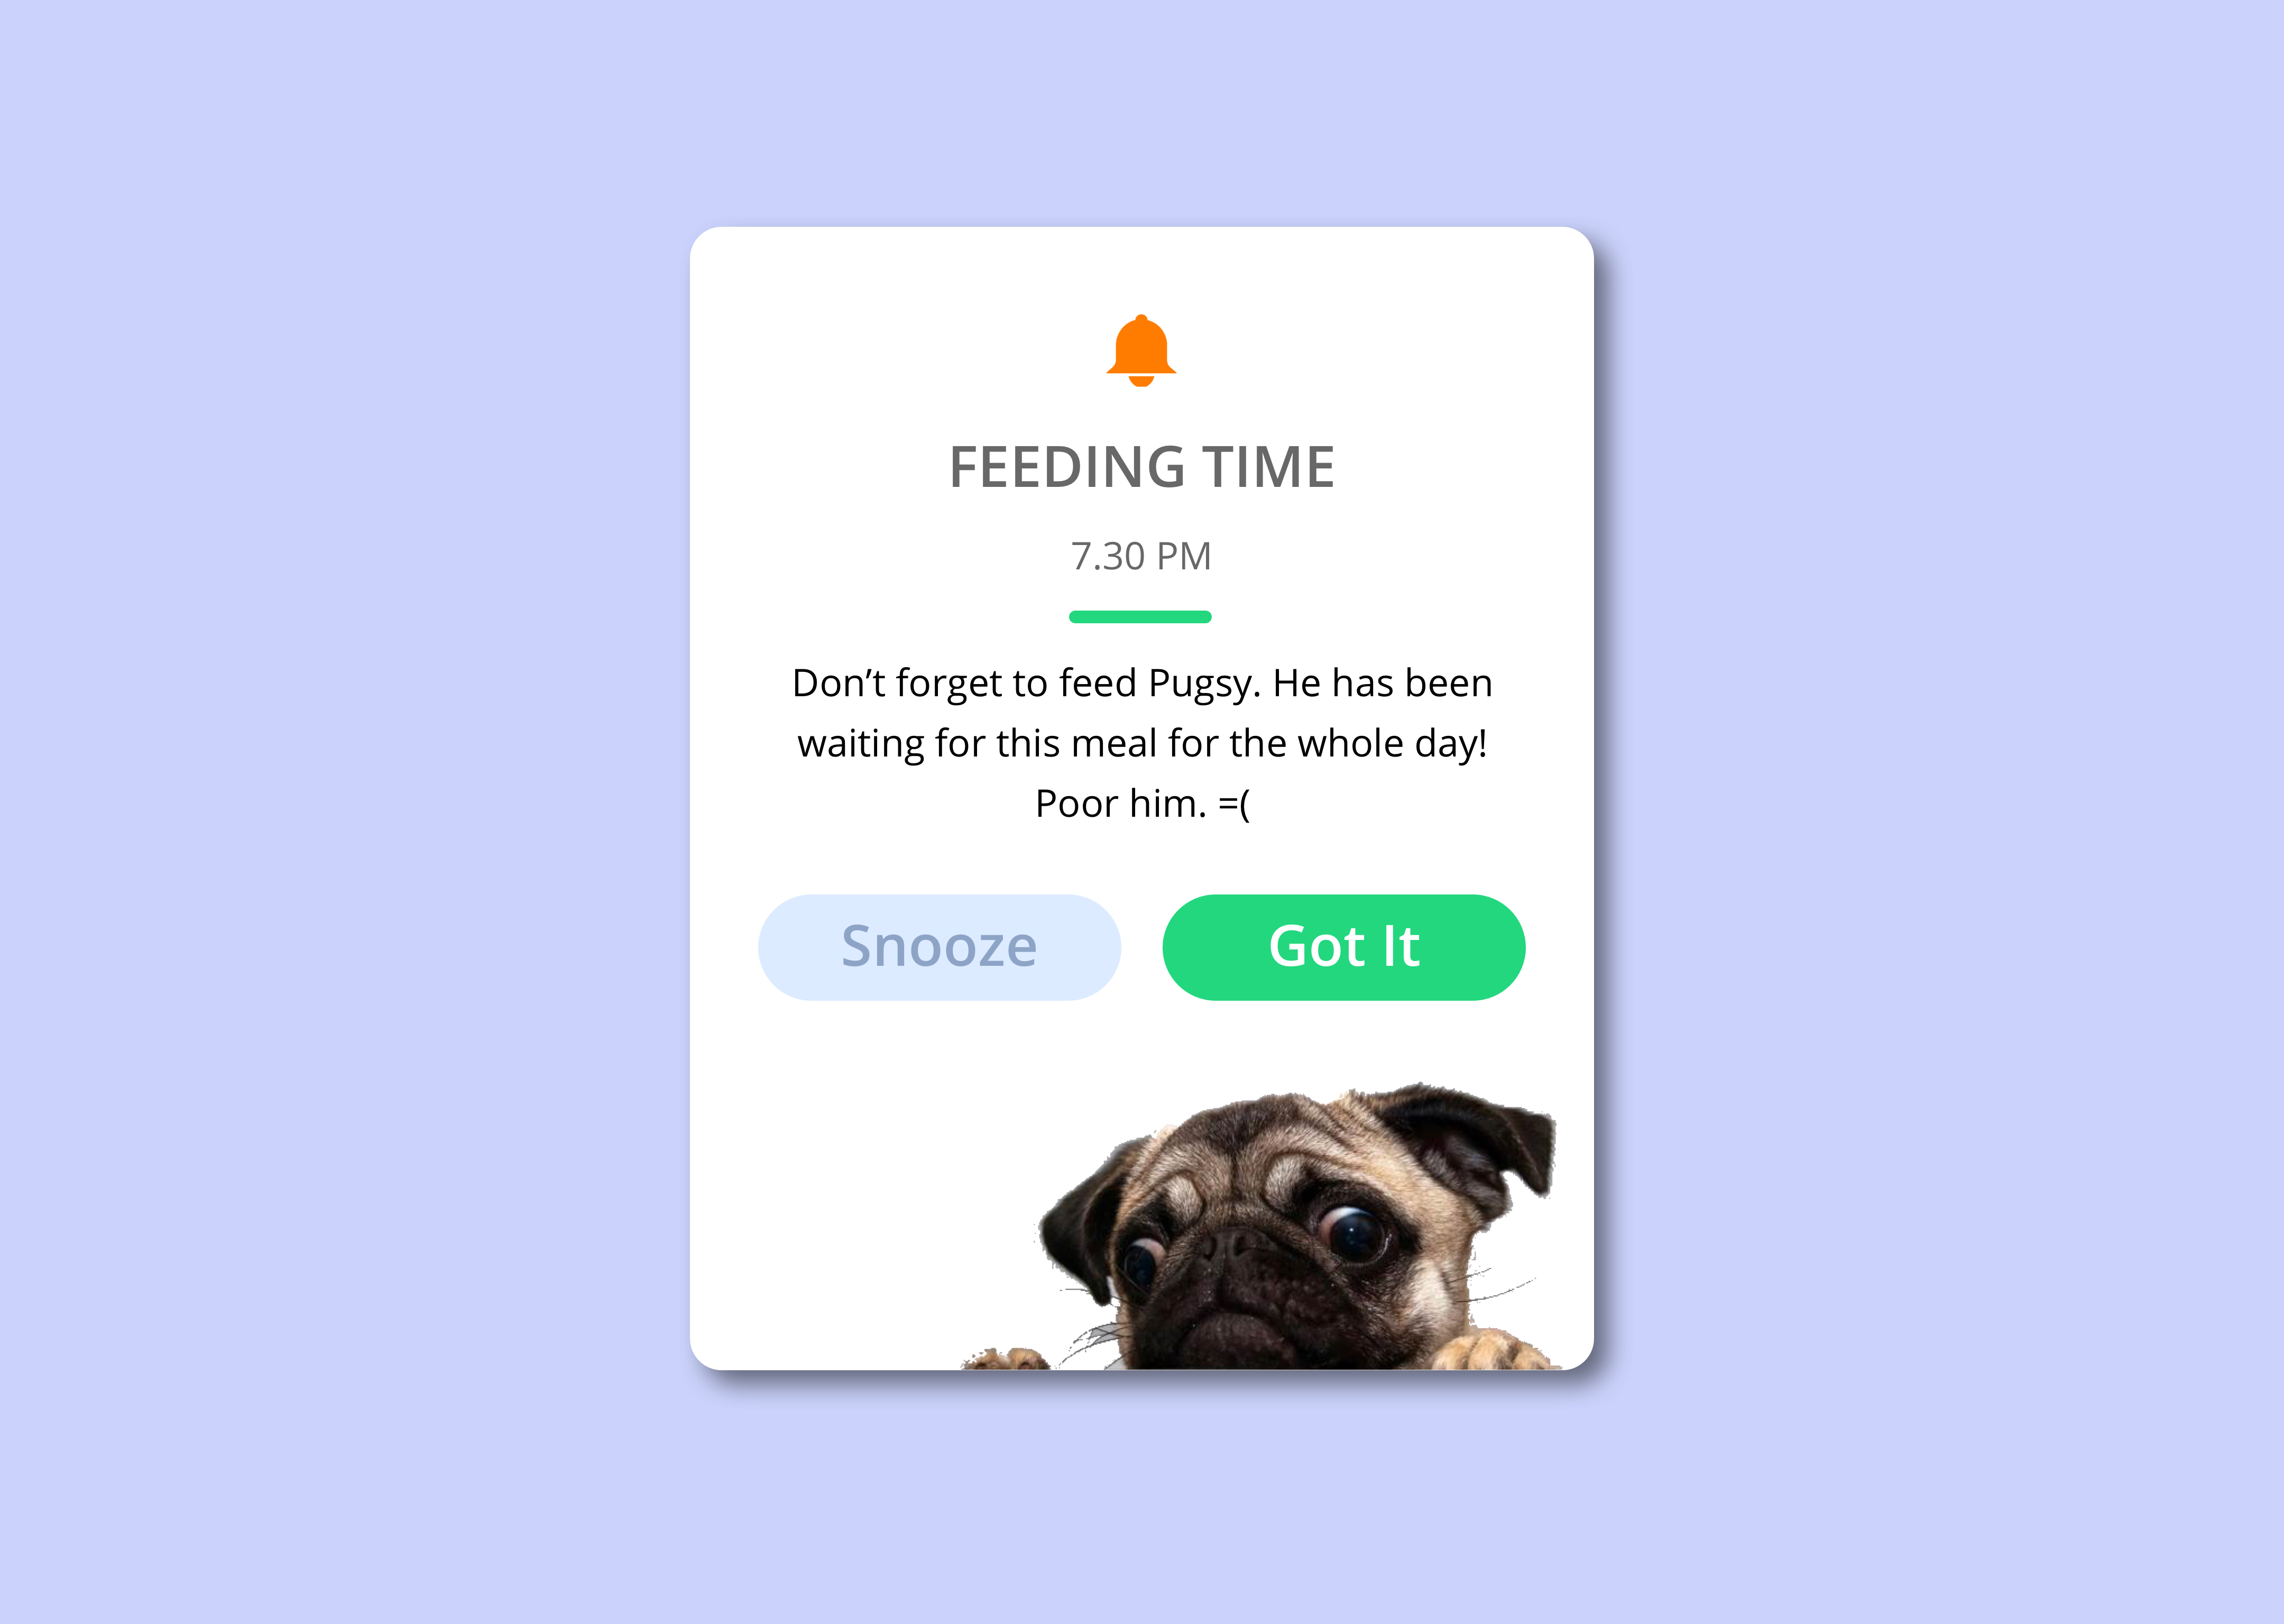 FEEDING TIME
7.30 PM
Don’t forget to feed Pugsy. He has been
waiting for this meal for the whole day!
Poor him. =(
Snooze
Got It